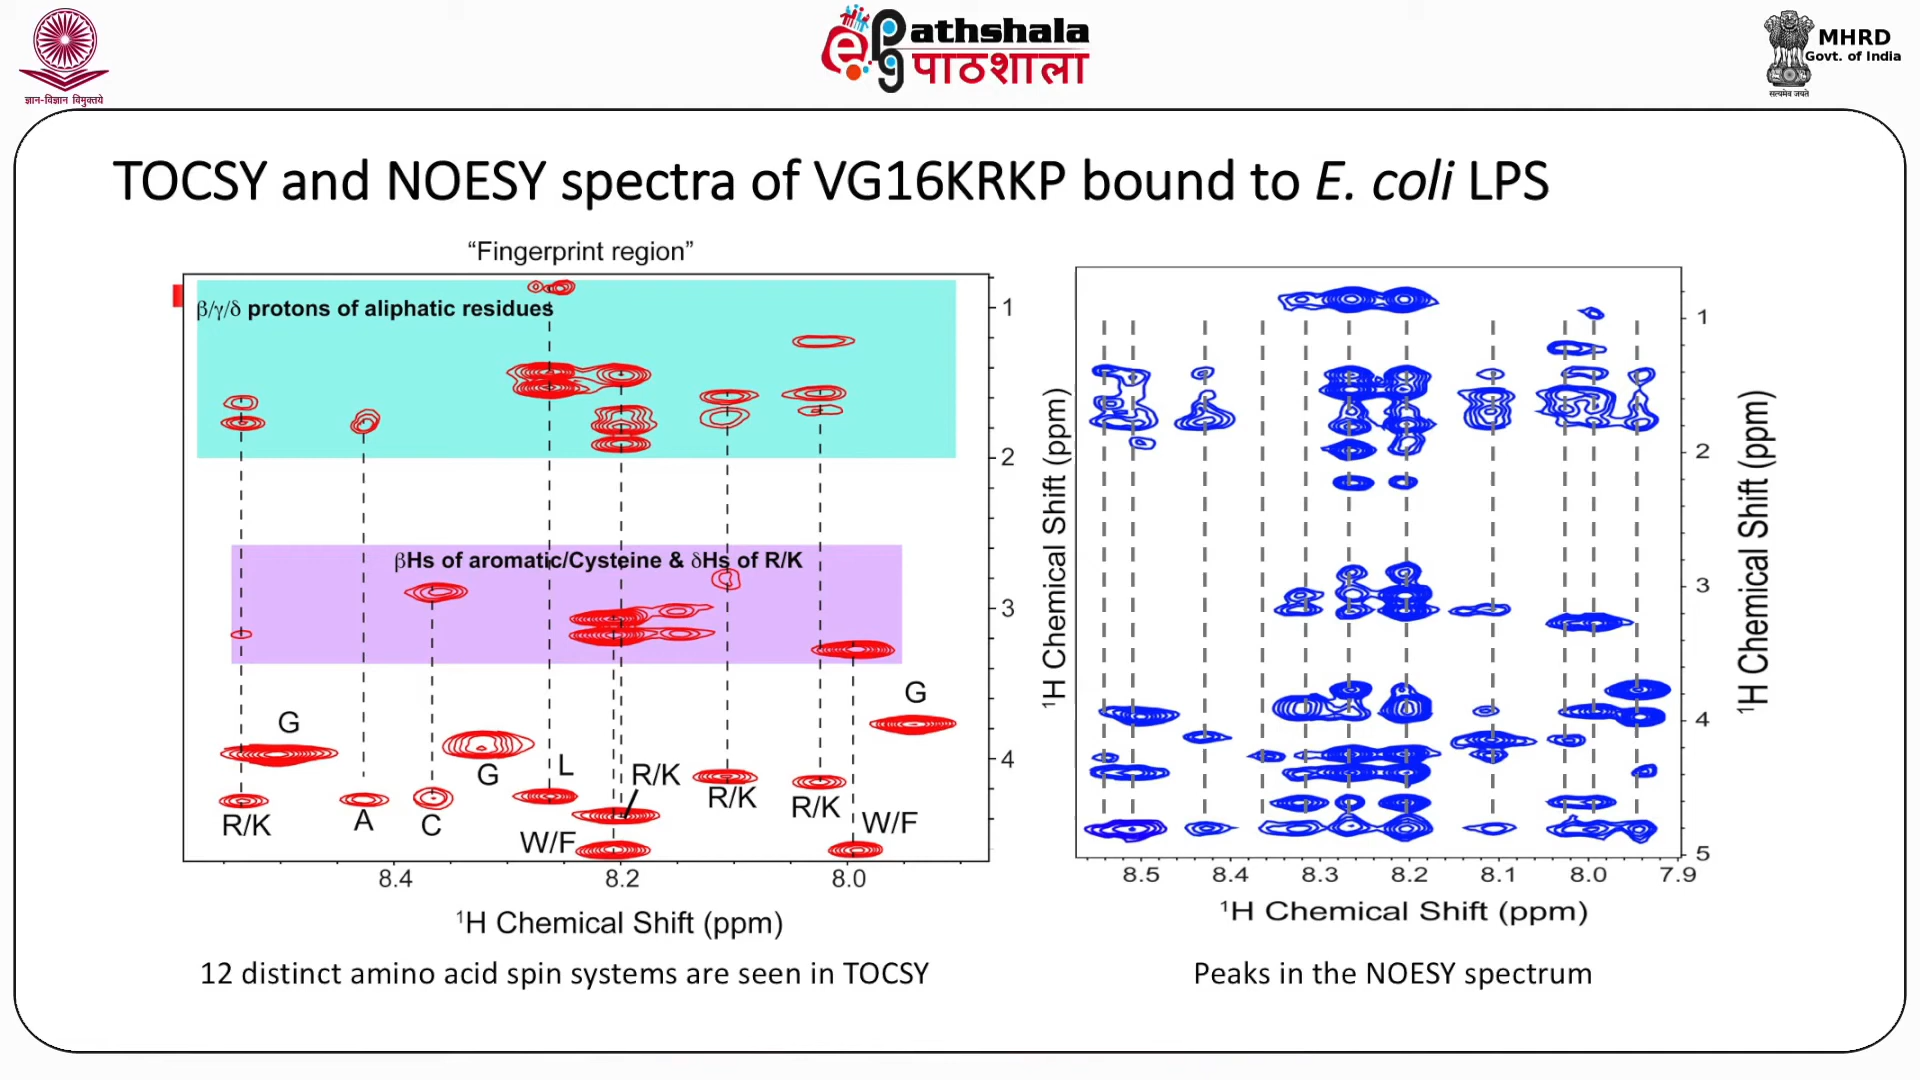 ज्ञान-विज्ञान विमुक्तये
ePGpathshala
पाठशाला
MHRD
Govt. of India
सत्यमेव जयते
TOCSY and NOESY spectra of VG16KRKP bound to E. coli LPS
“Fingerprint region”
β/γ/δ protons of aliphatic residues
βHs of aromatic/Cysteine & δHs of R/K
G
G
G
L
R/K
R/K
A
C
W/F
R/K
R/K
W/F
1
2
3
4
8.4
8.2
8.0
¹H Chemical Shift (ppm)
¹H Chemical Shift (ppm)
12 distinct amino acid spin systems are seen in TOCSY
1
2
3
4
5
8.5
8.4
8.3
8.2
8.1
8.0
7.9
¹H Chemical Shift (ppm)
¹H Chemical Shift (ppm)
Peaks in the NOESY spectrum